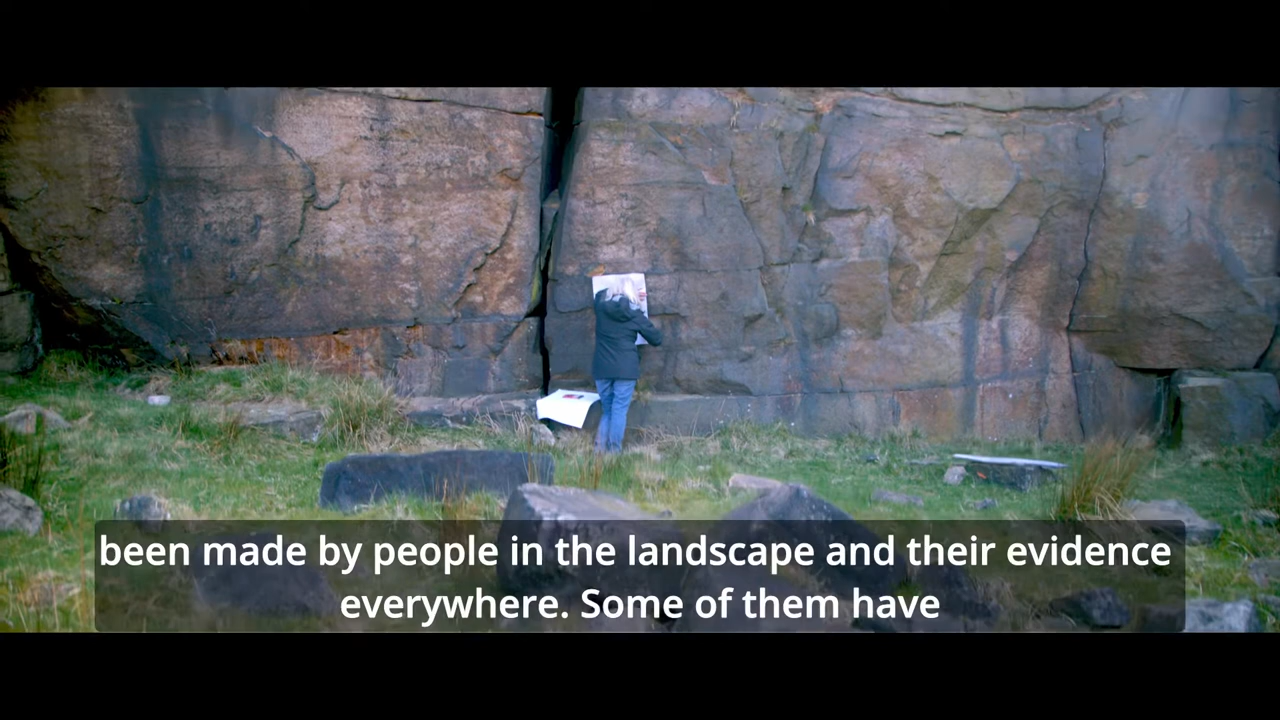 been made by people in the landscape and their evidence
everywhere. Some of them have